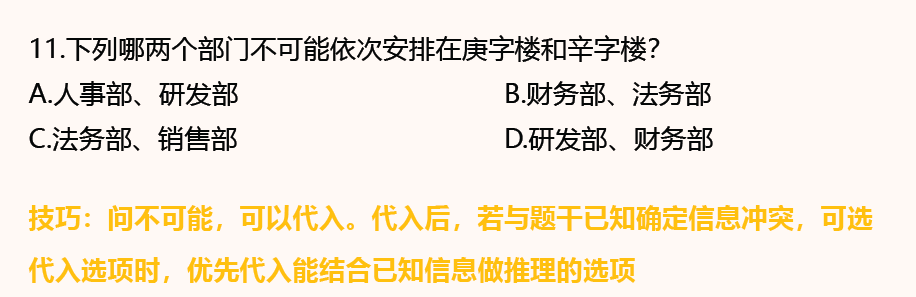 11.下列哪两个部门不可能依次安排在庚字楼和辛字楼？
A.人事部、研发部 B.财务部、法务部
C.法务部、销售部 D.研发部、财务部
技巧：问不可能，可以代入。代入后，若与题干已知确定信息冲突，可选
代入选项时，优先代入能结合已知信息做推理的选项